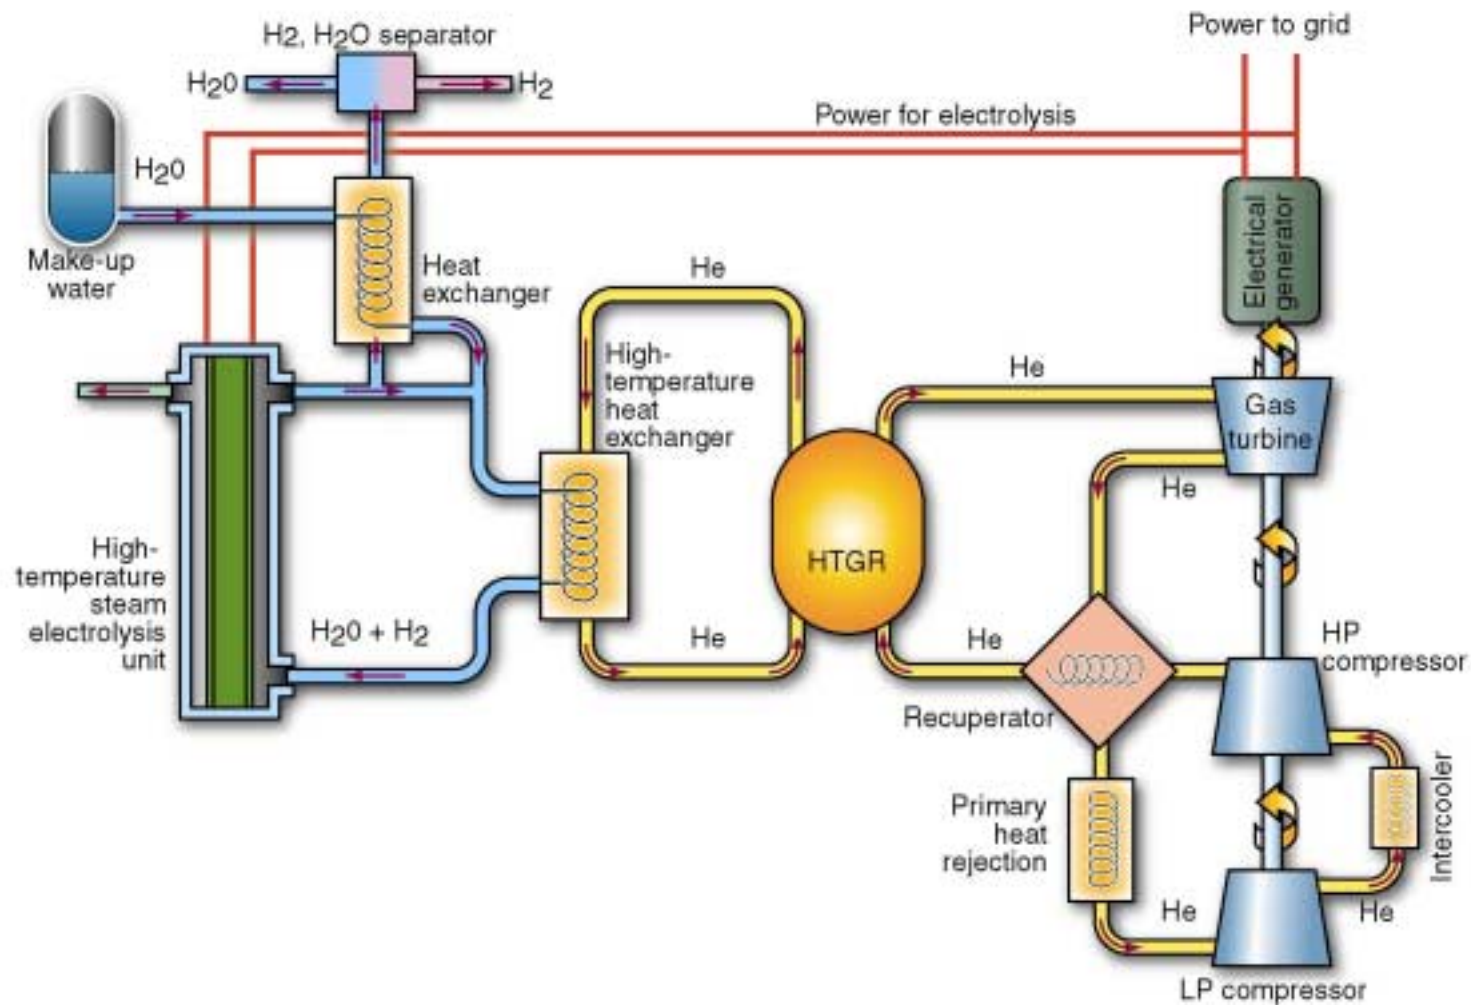 H2, H2O separator
Power to grid
H20
H2
Power for electrolysis
H20
Make-up
water
Heat
exchanger
He
Electrical
generator
High-
temperature
heat
exchanger
He
Gas
turbine
He
HTGR
High-
temperature
steam
electrolysis
unit
H20 + H2
He
He
HP
compressor
Recuperator
Primary
heat
rejection
Intercooler
He
He
LP compressor